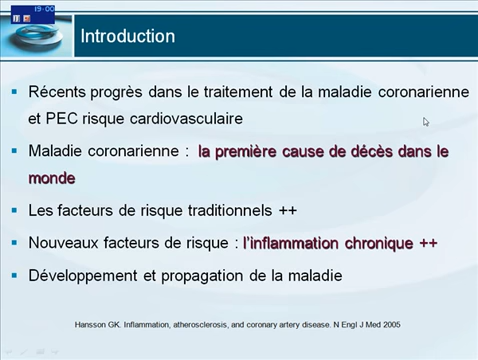 19:00
Introduction
Récents progrès dans le traitement de la maladie coronarienne
et PEC risque cardiovasculaire
Maladie coronarienne : la première cause de décès dans le
monde
Les facteurs de risque traditionnels ++
Nouveaux facteurs de risque : l'inflammation chronique ++
Développement et propagation de la maladie
Hansson GK. Inflammation, atherosclerosis, and coronary artery disease. N Engl J Med 2005